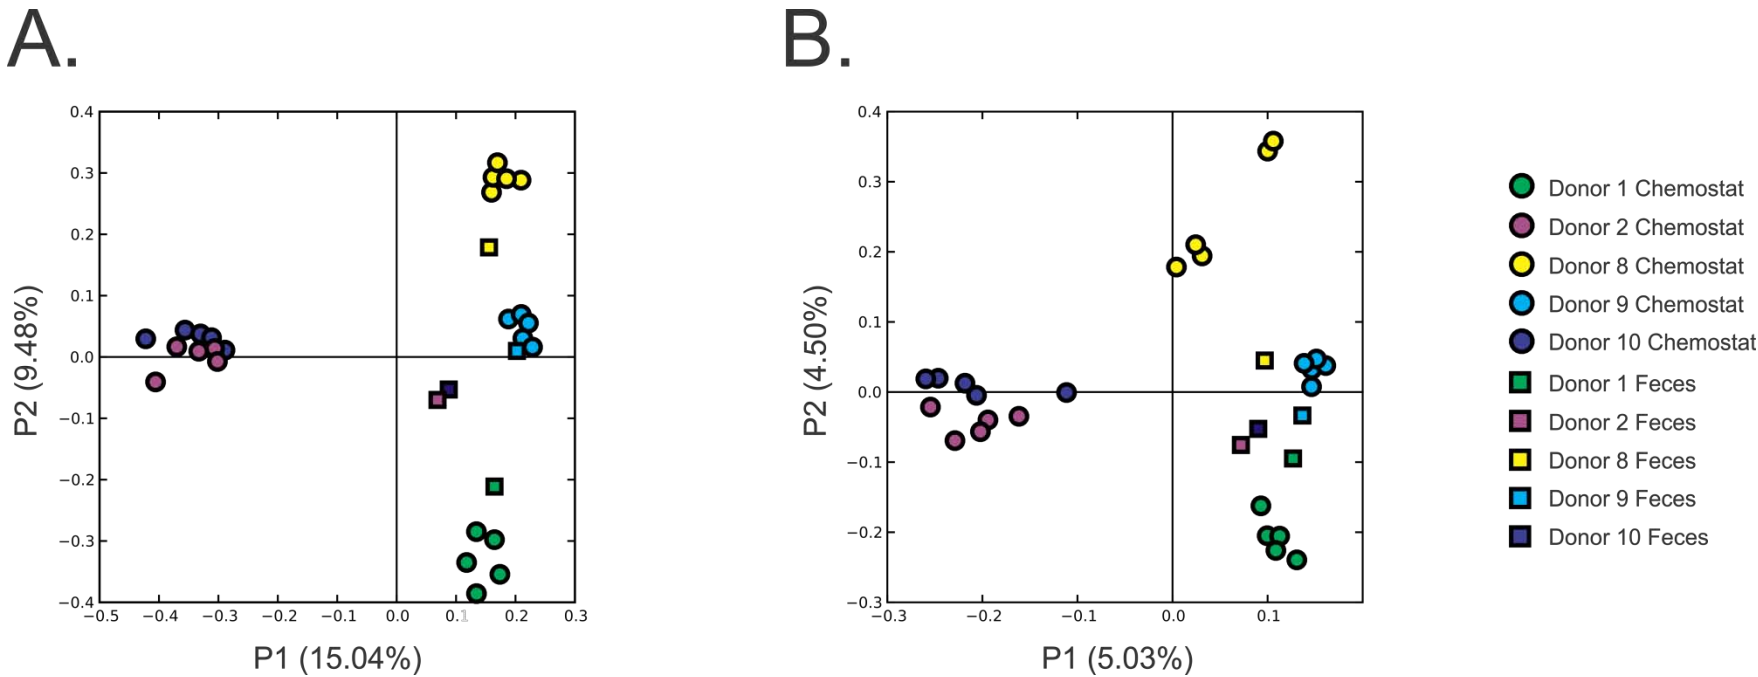 A.
B.
0.4
0.3
0.2
0.1
0.0
−0.1
−0.2
−0.3
−0.4
−0.5
−0.4
−0.3
−0.2
−0.1
0.0
0.1
0.2
0.3
P2 (9.48%)
P1 (15.04%)
0.4
0.3
0.2
0.1
0.0
−0.1
−0.2
−0.3
−0.3
−0.2
−0.1
0.0
0.1
P2 (4.50%)
P1 (5.03%)
Donor 1 Chemostat
Donor 2 Chemostat
Donor 8 Chemostat
Donor 9 Chemostat
Donor 10 Chemostat
Donor 1 Feces
Donor 2 Feces
Donor 8 Feces
Donor 9 Feces
Donor 10 Feces